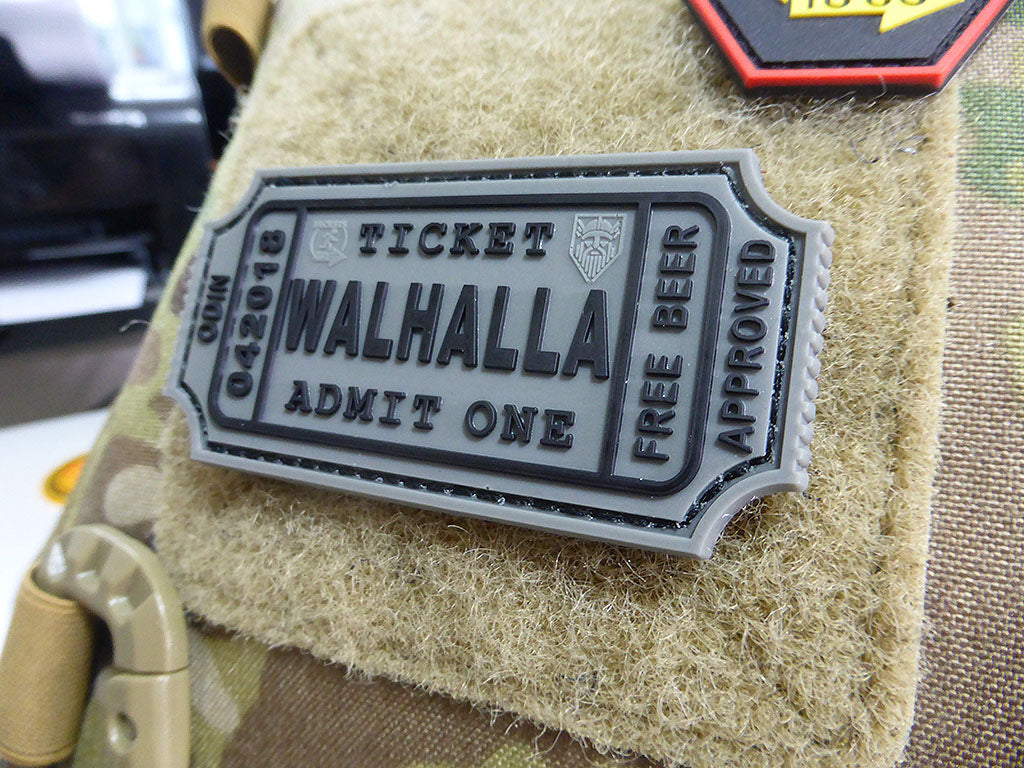 ODIN
042018
TICKET
WALHALLA
ADMIT ONE
FREE BEER
APPROVED